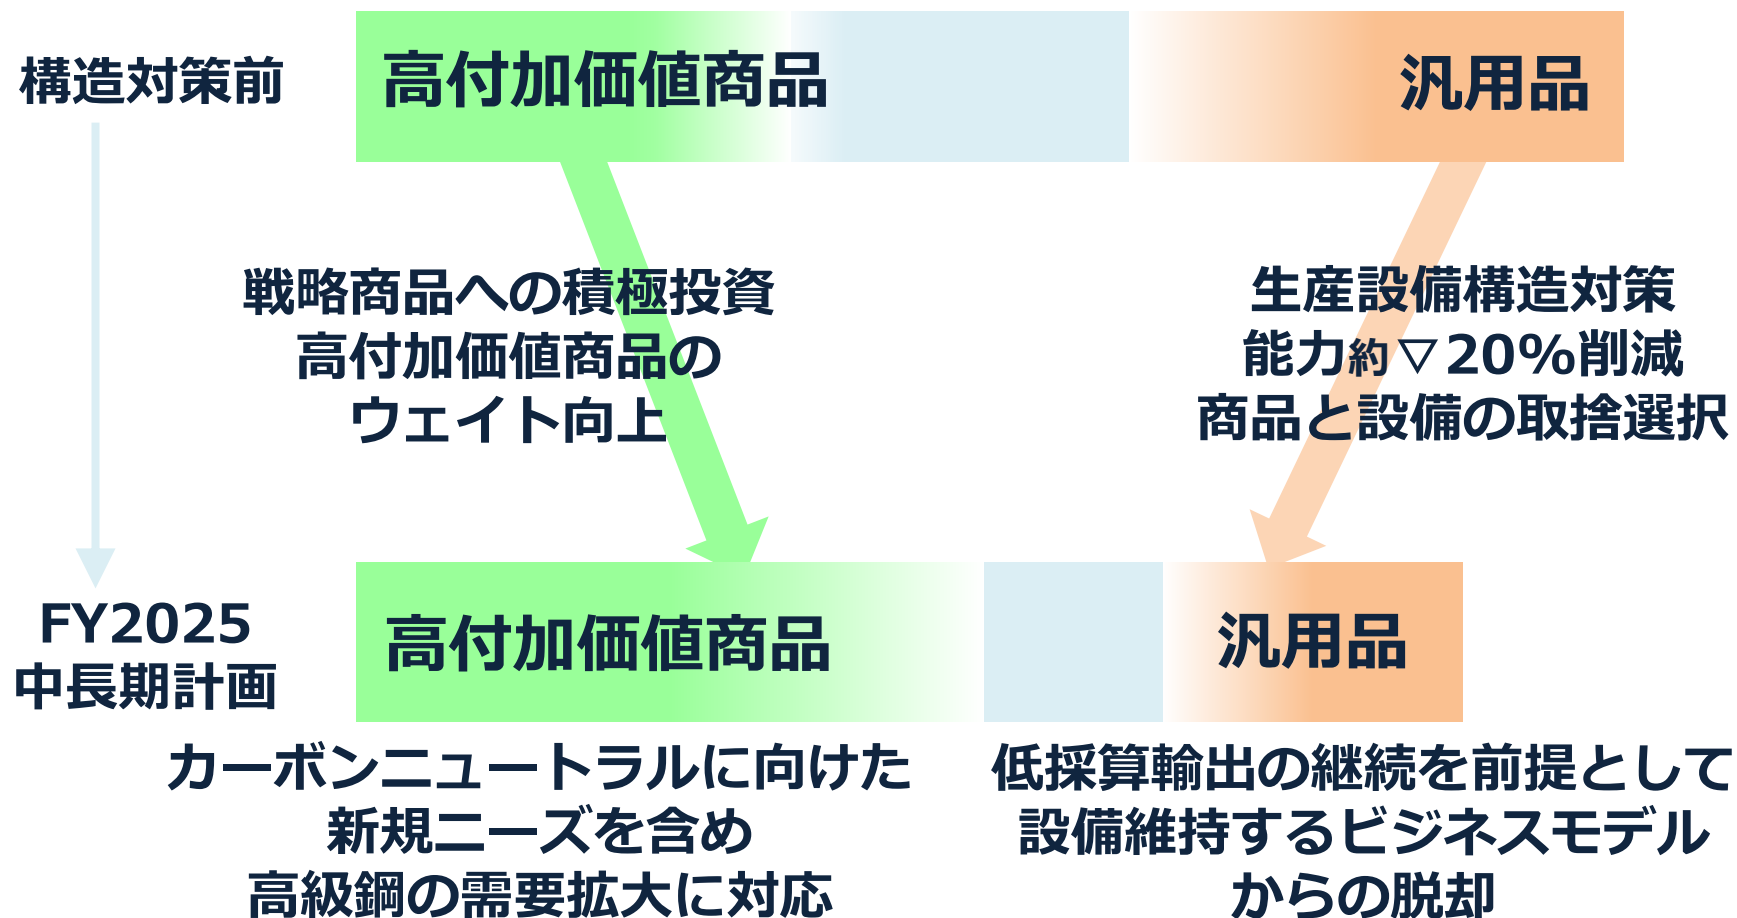 構造対策前
高付加価値商品
汎用品
戦略商品への積極投資
高付加価値商品の
ウェイト向上
生産設備構造対策
能力約▽20%削減
商品と設備の取捨選択
FY2025
中長期計画
高付加価値商品
汎用品
カーボンニュートラルに向けた
新規ニーズを含め
高級鋼の需要拡大に対応
低採算輸出の継続を前提として
設備維持するビジネスモデル
からの脱却